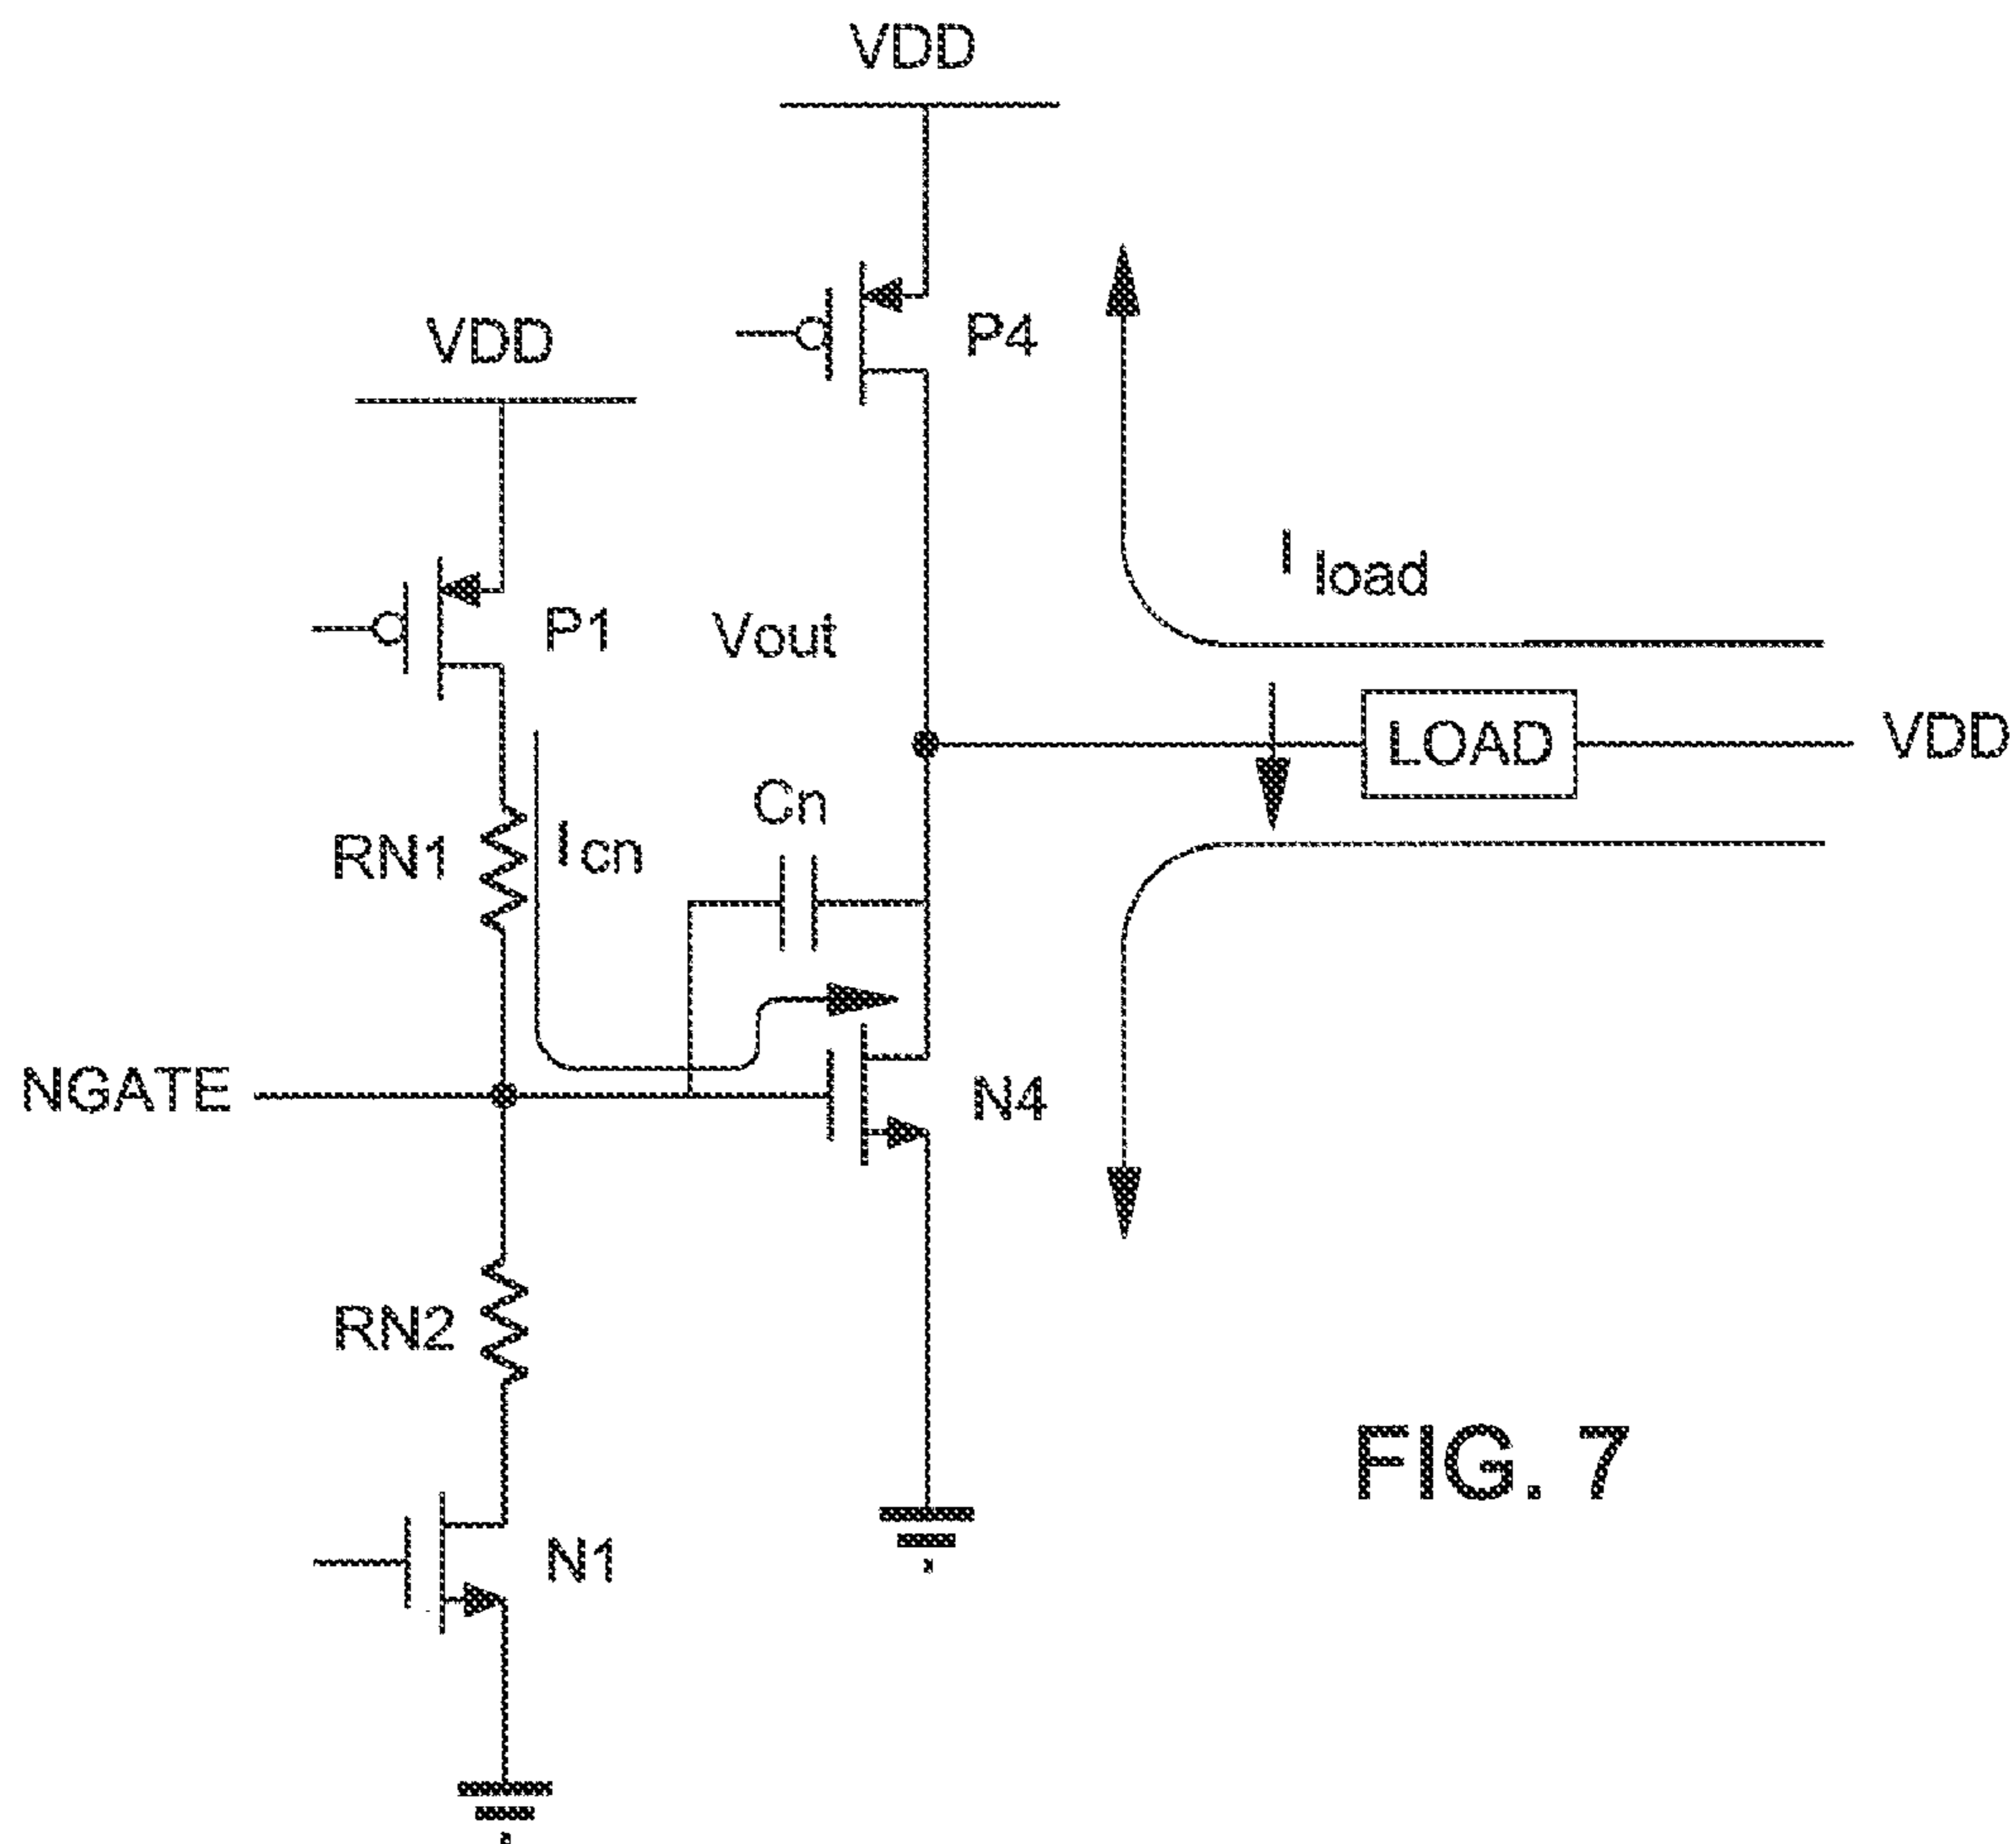 VDD
P4
VDD
P1
Vout
I load
LOAD
VDD
Cn
RN1
Icn
NGATE
N4
RN2
N1
FIG. 7